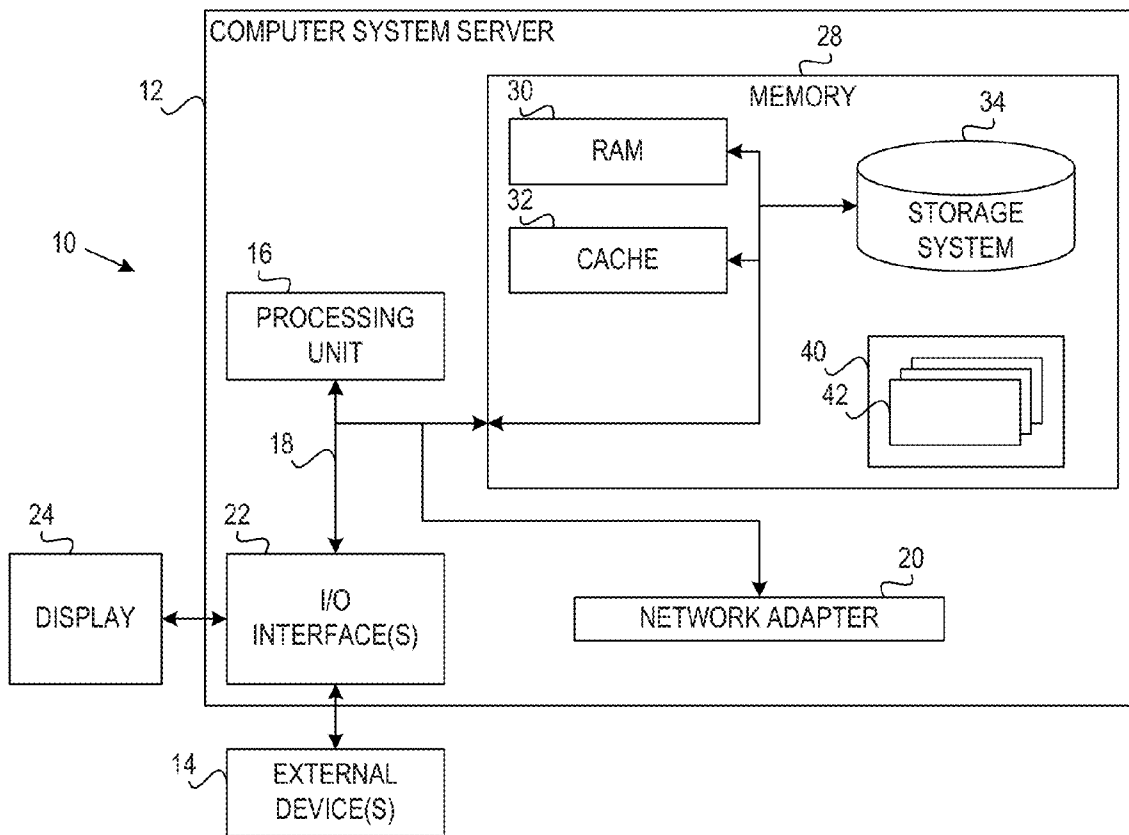 COMPUTER SYSTEM SERVER
28
12
MEMORY
30
34
RAM
32
STORAGE
SYSTEM
CACHE
10
16
PROCESSING
UNIT
40
42
18
24
22
20
DISPLAY
I/O
INTERFACE(S)
NETWORK ADAPTER
14
EXTERNAL
DEVICE(S)